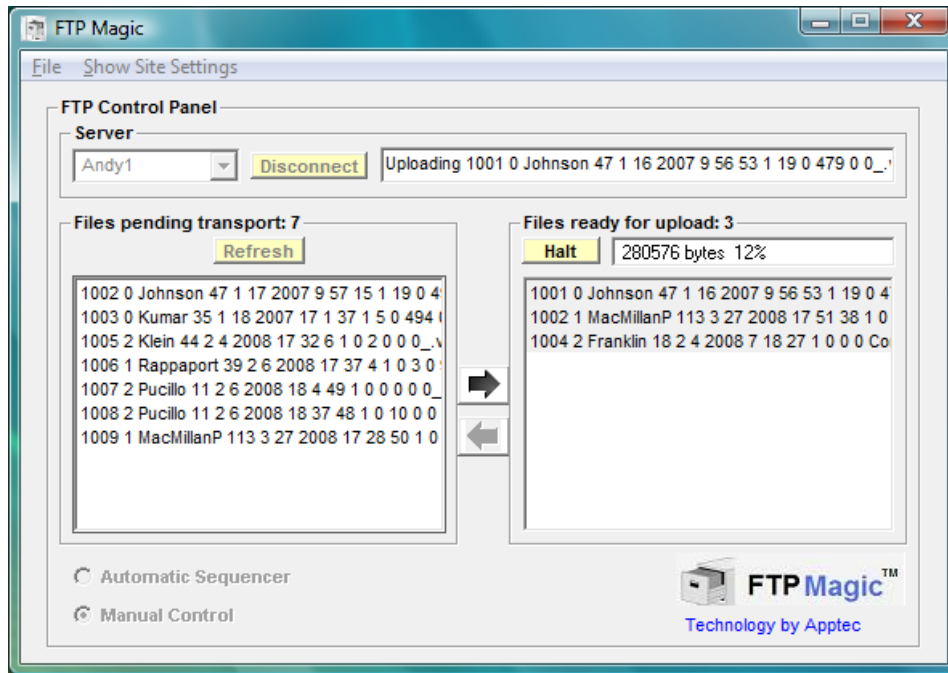 FTP Magic
File Show Site Settings
FTP Control Panel
Server
Andy1 Disconnect Uploading 1001 0 Johnson 47 1 16 2007 9 56 53 1 19 0 479 0 0_.v
Files pending transport: 7
Refresh
1002 0 Johnson 47 1 17 2007 9 57 15 1 19 0 4
1003 0 Kumar 35 1 18 2007 17 1 37 1 5 0 494
1005 2 Klein 44 2 4 2008 17 32 6 1 0 2 0 0 0_.v
1006 1 Rappaport 39 2 6 2008 17 37 4 1 0 3 0
1007 2 Pucillo 11 2 6 2008 18 4 49 1 0 0 0 0 0_
1008 2 Pucillo 11 2 6 2008 18 37 48 1 0 10 0 0
1009 1 MacMillanP 113 3 27 2008 17 28 50 1 0
Files ready for upload: 3
Halt 280576 bytes 12%
1001 0 Johnson 47 1 16 2007 9 56 53 1 19 0 4
1002 1 MacMillanP 113 3 27 2008 17 51 38 1 0
1004 2 Franklin 18 2 4 2008 7 18 27 1 0 0 0 Co
Automatic Sequencer
Manual Control
FTP Magic™
Technology by Apptec